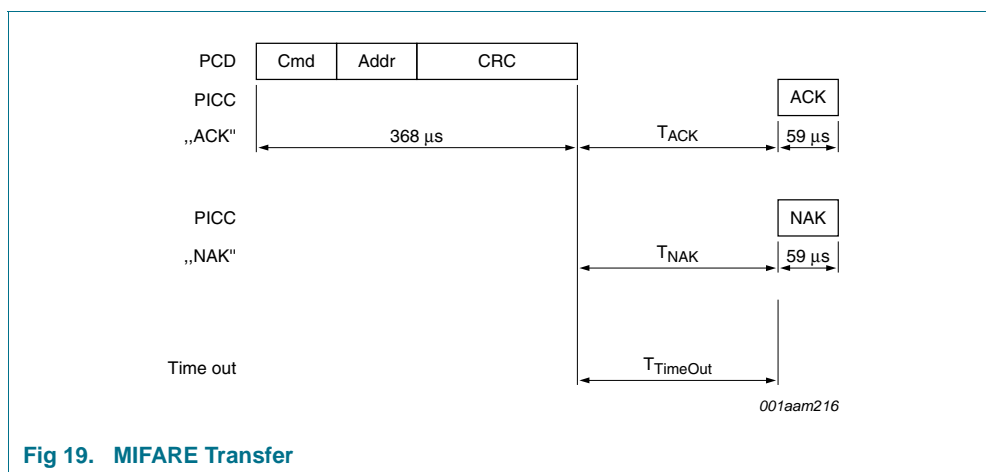 PCD Cmd Addr CRC
PICC ACK
,,ACK" 368 μs TACK 59 μs
PICC NAK
,,NAK" TNAK 59 μs
Time out TTimeOut
001aam216
Fig 19. MIFARE Transfer